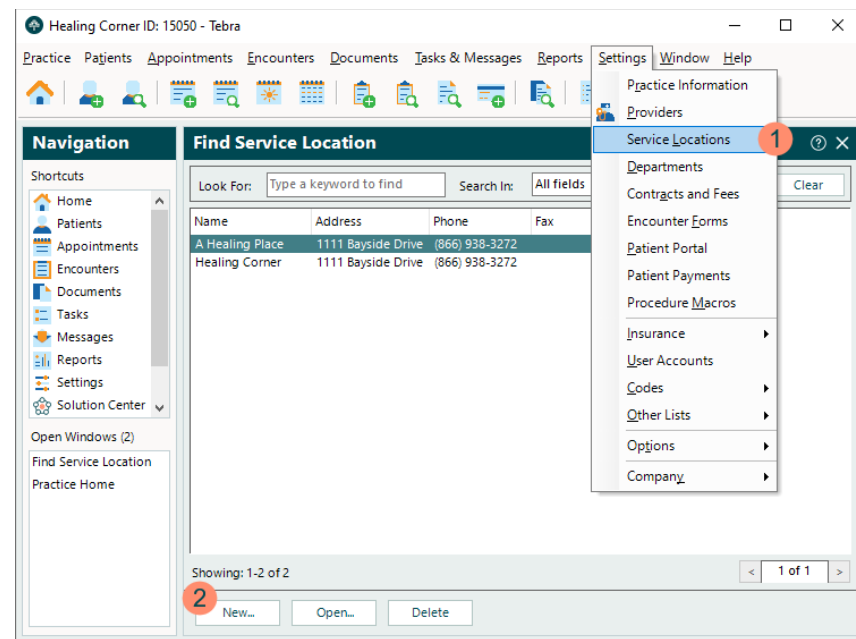 Healing Corner ID: 15050 - Tebra
Practice Patients Appointments Encounters Documents Tasks & Messages Reports Settings Window Help
Practice Information
Providers
Service Locations
1
Departments
Contracts and Fees
Encounter Forms
Patient Portal
Patient Payments
Procedure Macros
Insurance
User Accounts
Codes
Other Lists
Options
Company
Navigation
Shortcuts
Home
Patients
Appointments
Encounters
Documents
Tasks
Messages
Reports
Settings
Solution Center
Open Windows (2)
Find Service Location
Practice Home
Find Service Location
Look For: Type a keyword to find Search In: All fields Clear
Name Address Phone Fax
A Healing Place 1111 Bayside Drive (866) 938-3272
Healing Corner 1111 Bayside Drive (866) 938-3272
Showing: 1-2 of 2
< 1 of 1 >
2
New... Open... Delete